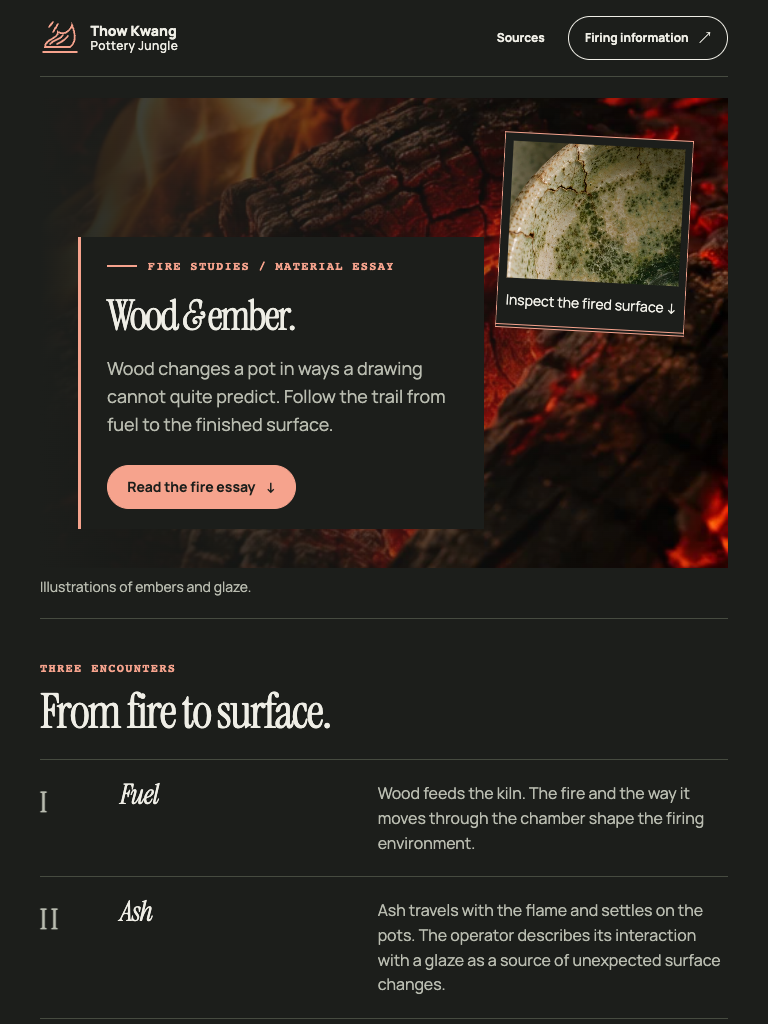 Thow Kwang
Pottery Jungle
Sources
Firing information ↗
FIRE STUDIES / MATERIAL ESSAY
Wood & ember.
Wood changes a pot in ways a drawing
cannot quite predict. Follow the trail from
fuel to the finished surface.
Read the fire essay ↓
Inspect the fired surface ↓
Illustrations of embers and glaze.
THREE ENCOUNTERS
From fire to surface.
I
Fuel
Wood feeds the kiln. The fire and the way it
moves through the chamber shape the firing
environment.
II
Ash
Ash travels with the flame and settles on the
pots. The operator describes its interaction
with a glaze as a source of unexpected surface
changes.